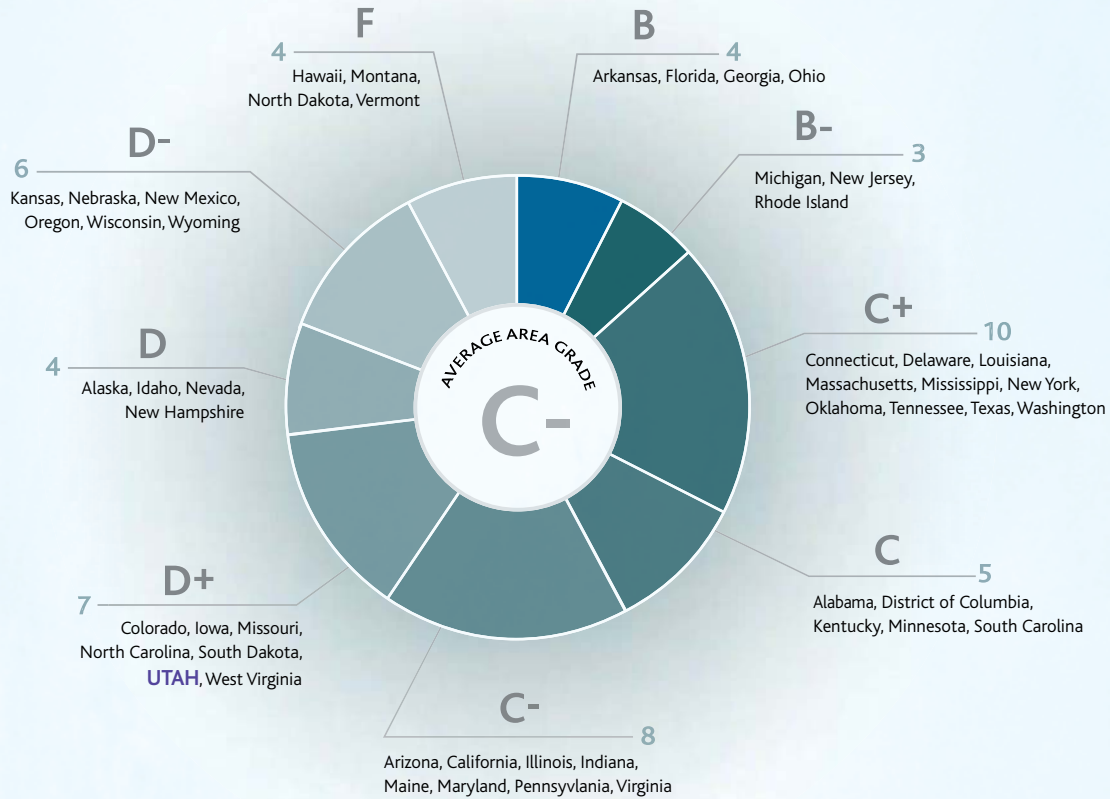 F
4
Hawaii, Montana,
North Dakota, Vermont
B
4
Arkansas, Florida, Georgia, Ohio
B-
3
Michigan, New Jersey,
Rhode Island
C+
10
Connecticut, Delaware, Louisiana,
Massachusetts, Mississippi, New York,
Oklahoma, Tennessee, Texas, Washington
C
5
Alabama, District of Columbia,
Kentucky, Minnesota, South Carolina
C-
8
Arizona, California, Illinois, Indiana,
Maine, Maryland, Pennsyvlania, Virginia
D+
7
Colorado, Iowa, Missouri,
North Carolina, South Dakota,
UTAH, West Virginia
D
4
Alaska, Idaho, Nevada,
New Hampshire
D-
6
Kansas, Nebraska, New Mexico,
Oregon, Wisconsin, Wyoming
AVERAGE AREA GRADE
C-